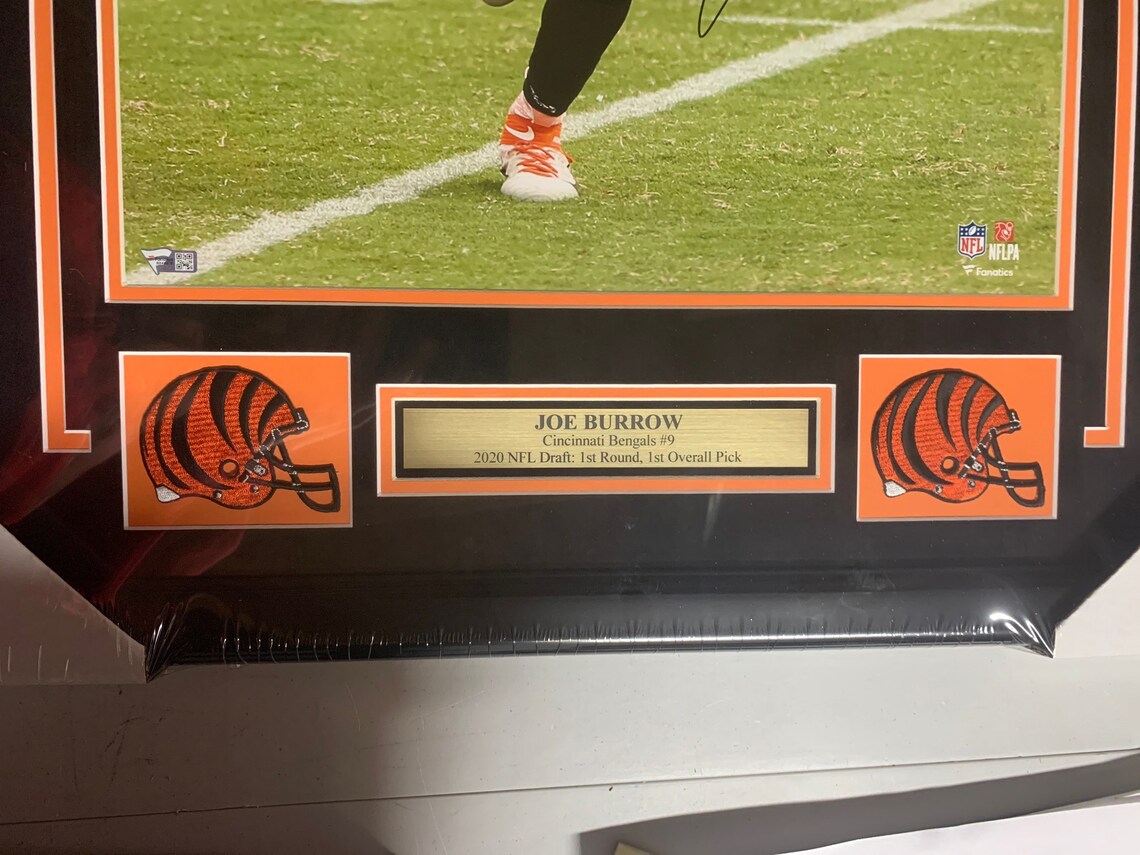 NFL
NFLPA
Fanatics
JOE BURROW
Cincinnati Bengals #9
2020 NFL Draft: 1st Round, 1st Overall Pick